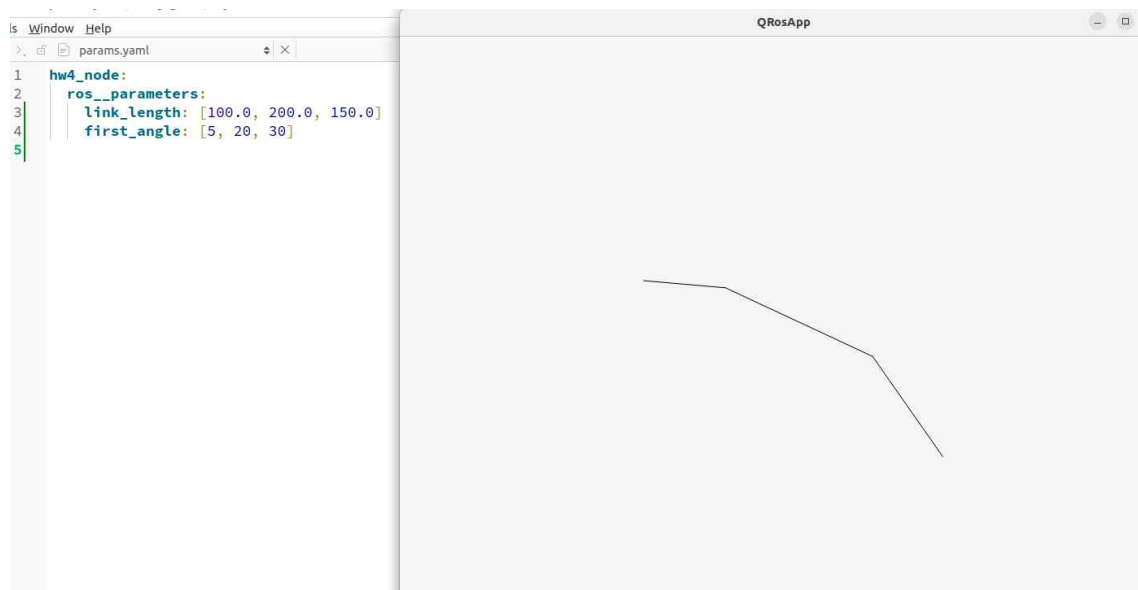 ls Window Help
params.yaml
QRosApp
1 hw4_node:
2 ros__parameters:
3 link_length: [100.0, 200.0, 150.0]
4 first_angle: [5, 20, 30]
5